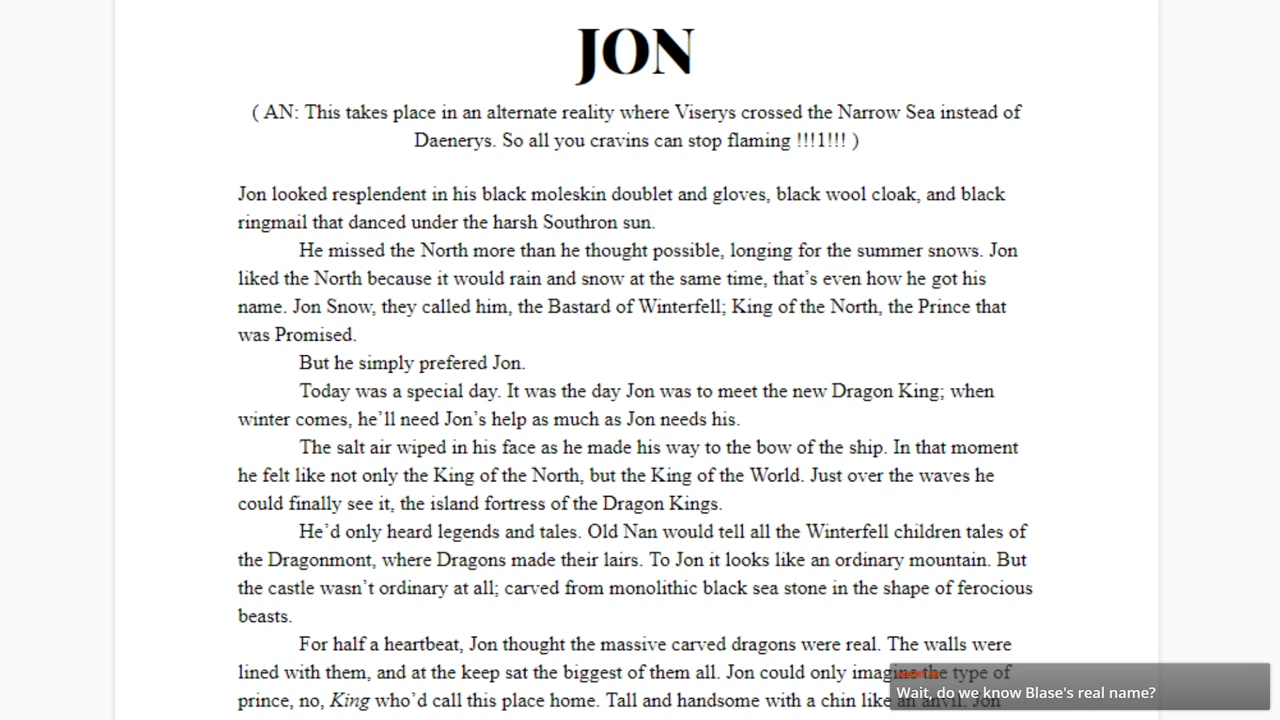 JON
( AN: This takes place in an alternate reality where Viserys crossed the Narrow Sea instead of
Daenerys. So all you cravins can stop flaming !!!1!!! )
Jon looked resplendent in his black moleskin doublet and gloves, black wool cloak, and black
ringmail that danced under the harsh Southron sun.
He missed the North more than he thought possible, longing for the summer snows. Jon
liked the North because it would rain and snow at the same time, that’s even how he got his
name. Jon Snow, they called him, the Bastard of Winterfell; King of the North, the Prince that
was Promised.
But he simply prefered Jon.
Today was a special day. It was the day Jon was to meet the new Dragon King; when
winter comes, he’ll need Jon’s help as much as Jon needs his.
The salt air wiped in his face as he made his way to the bow of the ship. In that moment
he felt like not only the King of the North, but the King of the World. Just over the waves he
could finally see it, the island fortress of the Dragon Kings.
He’d only heard legends and tales. Old Nan would tell all the Winterfell children tales of
the Dragonmont, where Dragons made their lairs. To Jon it looks like an ordinary mountain. But
the castle wasn’t ordinary at all; carved from monolithic black sea stone in the shape of ferocious
beasts.
For half a heartbeat, Jon thought the massive carved dragons were real. The walls were
lined with them, and at the keep sat the biggest of them all. Jon could only imagine the type of
prince, no, King who’d call this place home. Tall and handsome with a chin like an anvil. Jon
Wait, do we know Blase's real name?